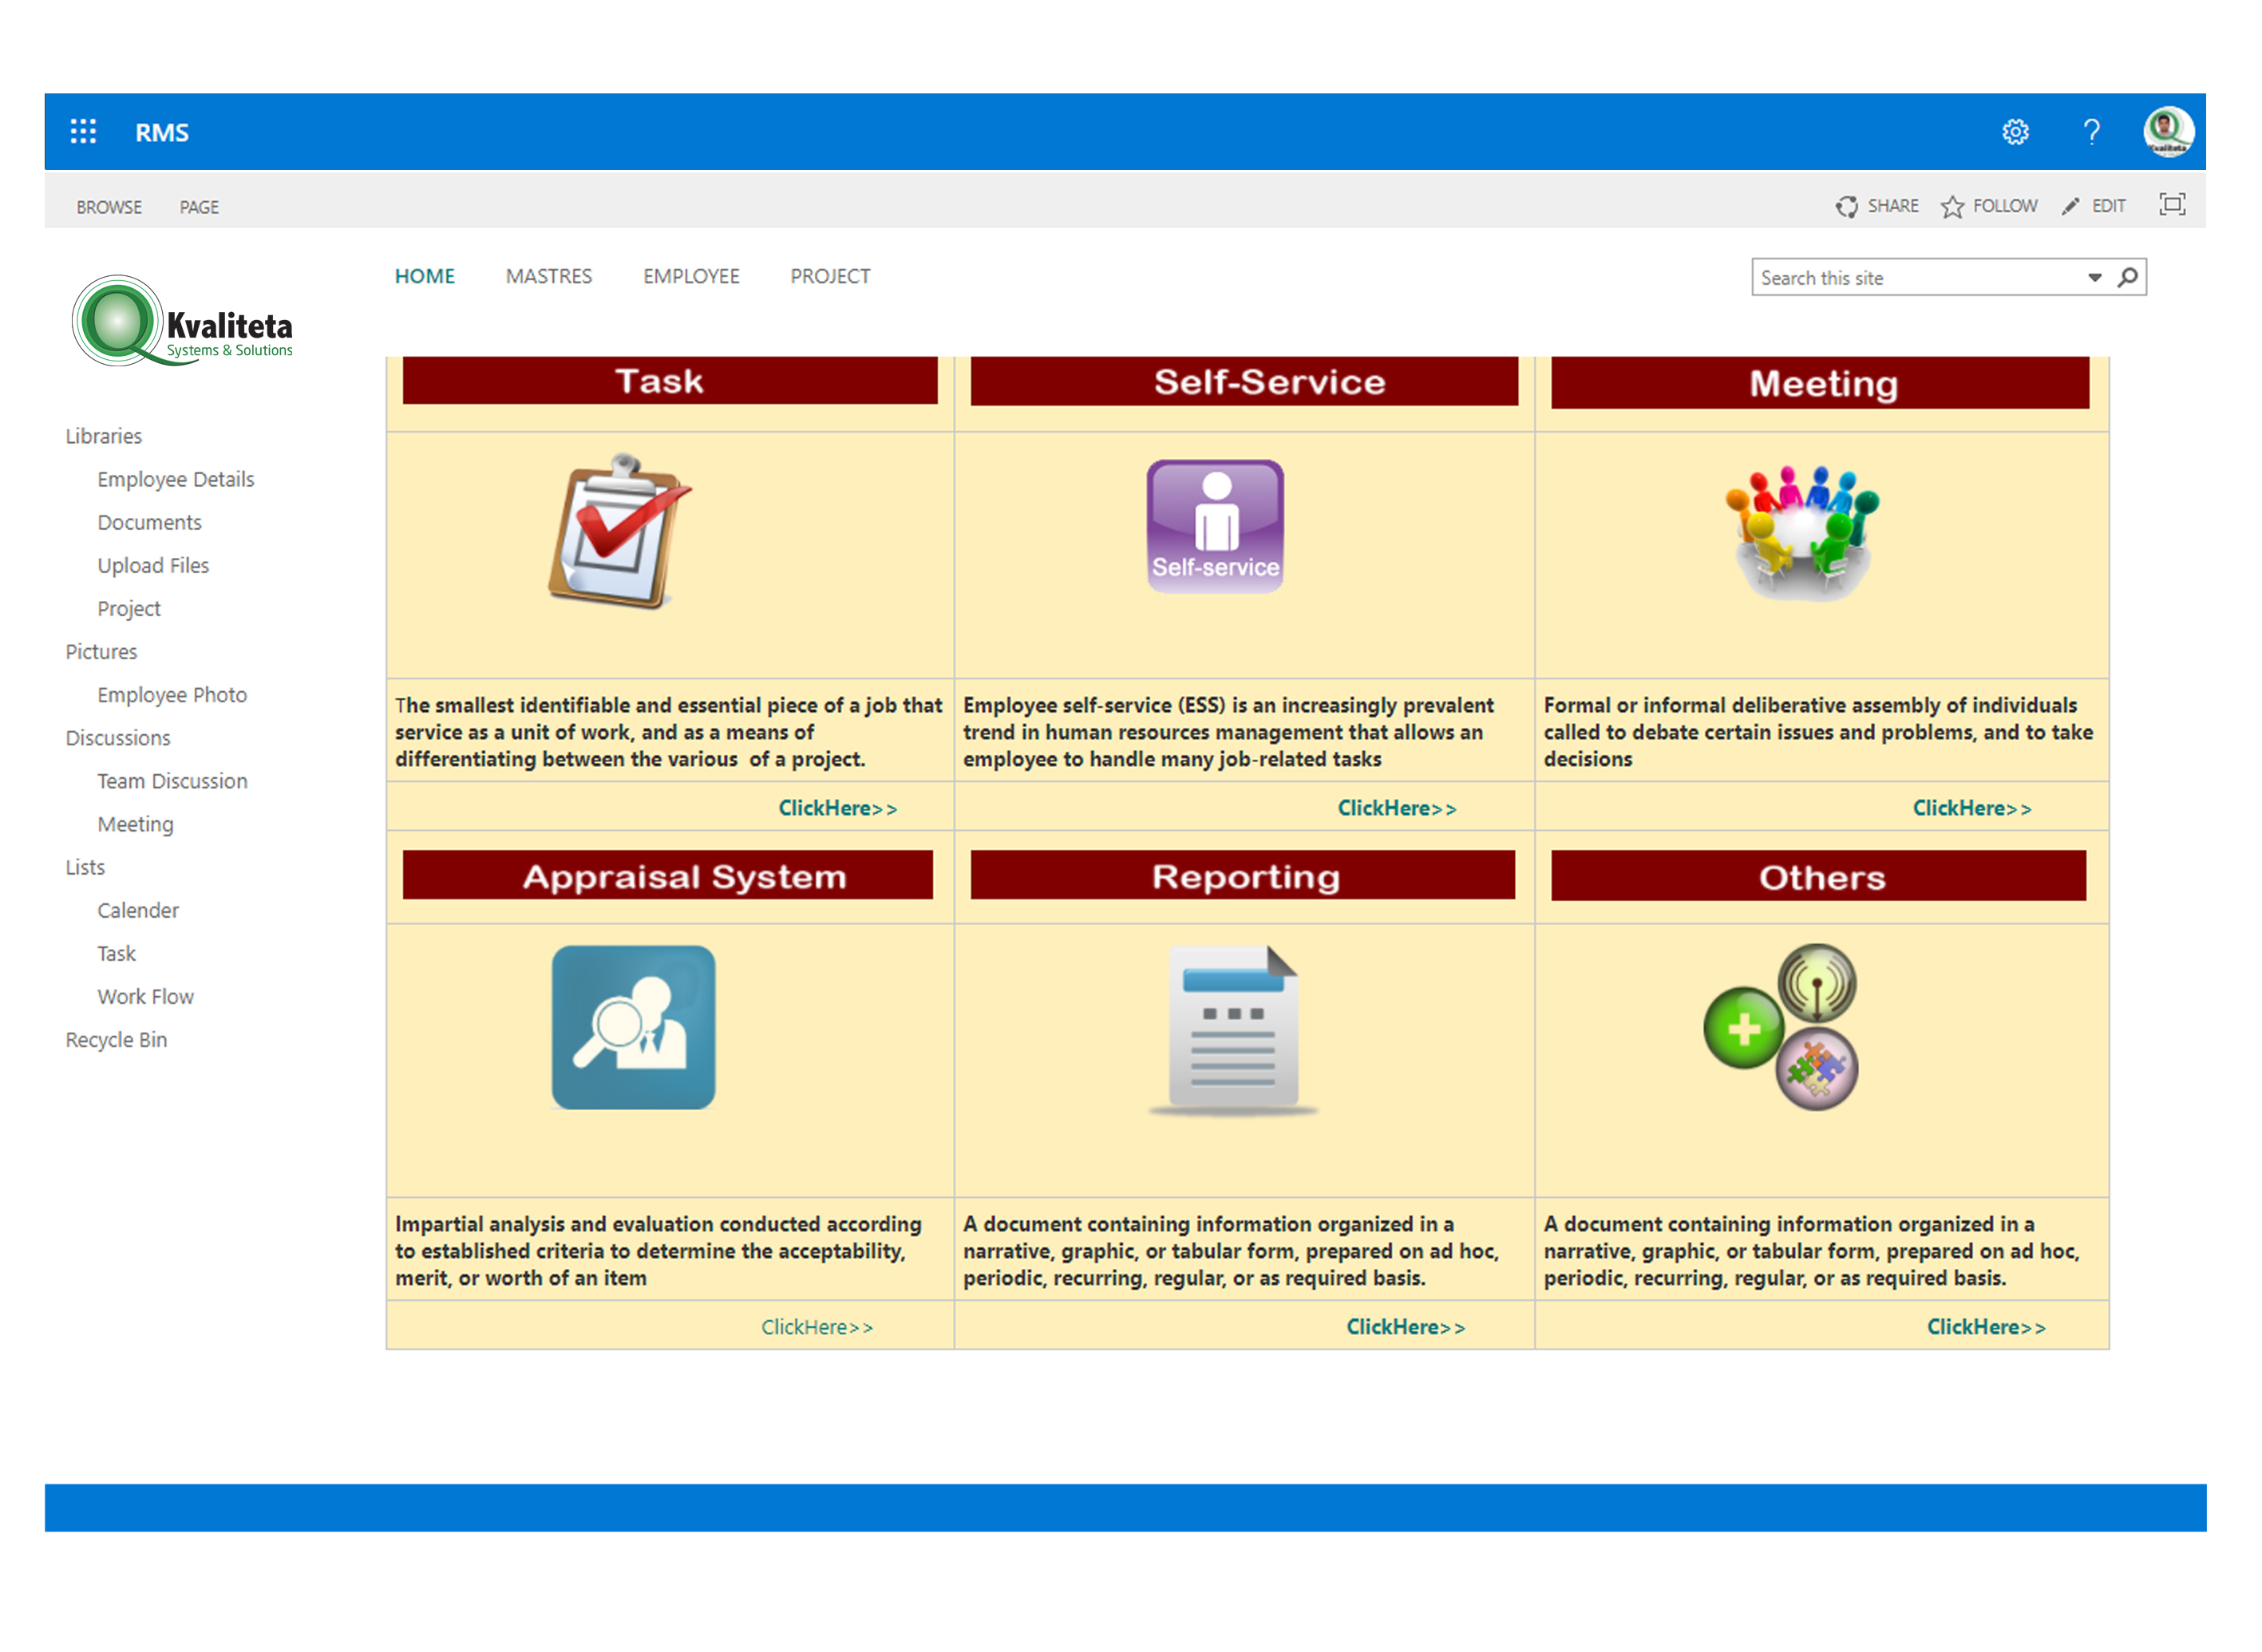 RMS
BROWSE PAGE SHARE FOLLOW EDIT
Kvaliteta
Systems & Solutions
HOME MASTRES EMPLOYEE PROJECT Search this site
Libraries
Employee Details
Documents
Upload Files
Project
Pictures
Employee Photo
Discussions
Team Discussion
Meeting
Lists
Calender
Task
Work Flow
Recycle Bin
Task
The smallest identifiable and essential piece of a job that
service as a unit of work, and as a means of
differentiating between the various  of a project.
ClickHere>>
Self-Service
Self-service
Employee self-service (ESS) is an increasingly prevalent
trend in human resources management that allows an
employee to handle many job-related tasks
ClickHere>>
Meeting
Formal or informal deliberative assembly of individuals
called to debate certain issues and problems, and to take
decisions
ClickHere>>
Appraisal System
Impartial analysis and evaluation conducted according
to established criteria to determine the acceptability,
merit, or worth of an item
ClickHere>>
Reporting
A document containing information organized in a
narrative, graphic, or tabular form, prepared on ad hoc,
periodic, recurring, regular, or as required basis.
ClickHere>>
Others
A document containing information organized in a
narrative, graphic, or tabular form, prepared on ad hoc,
periodic, recurring, regular, or as required basis.
ClickHere>>